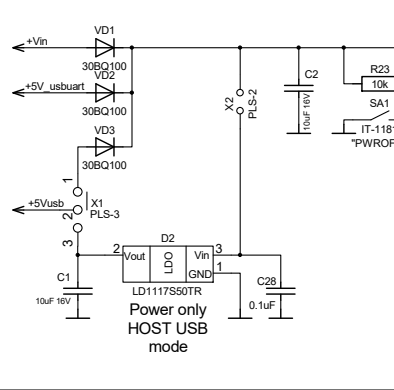 VD1
+Vin
30BQ100
VD2
+5V_usbuart
30BQ100
VD3
30BQ100
C2
10uF 16V
R23
10k
SA1
IT-1181
"PWROF
X2
PLS-2
1
+5Vusb
2
X1
PLS-3
3
D2
2
Vout
LDO
Vin
3
GND
1
LD1117S50TR
C1
10uF 16V
C28
0.1uF
Power only
HOST USB
mode